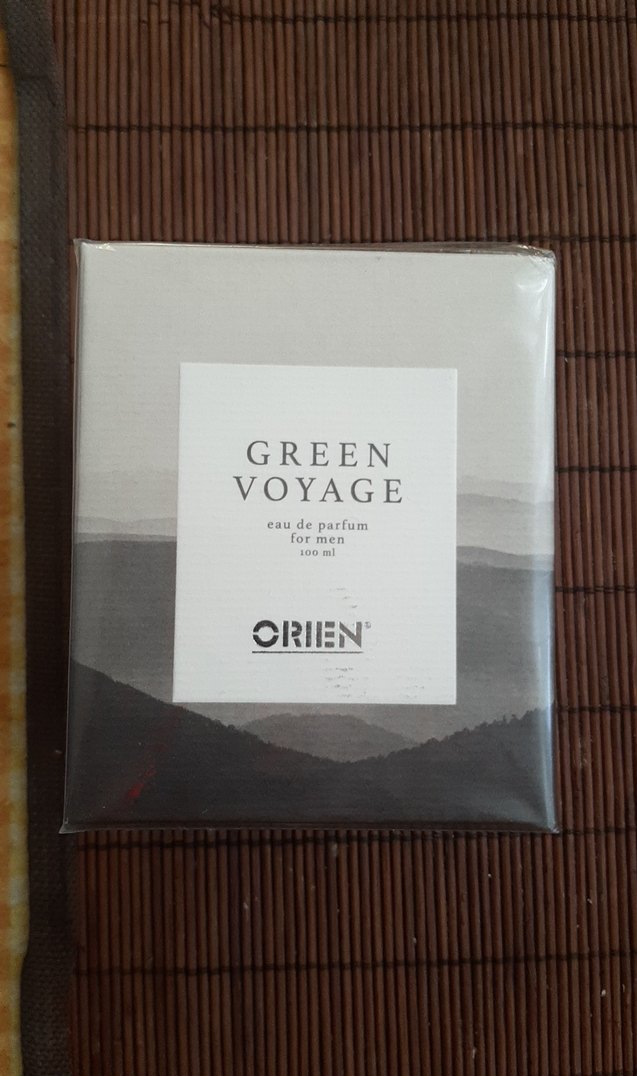 GREEN
VOYAGE
eau de parfum
for men
100 ml
ORIEN®